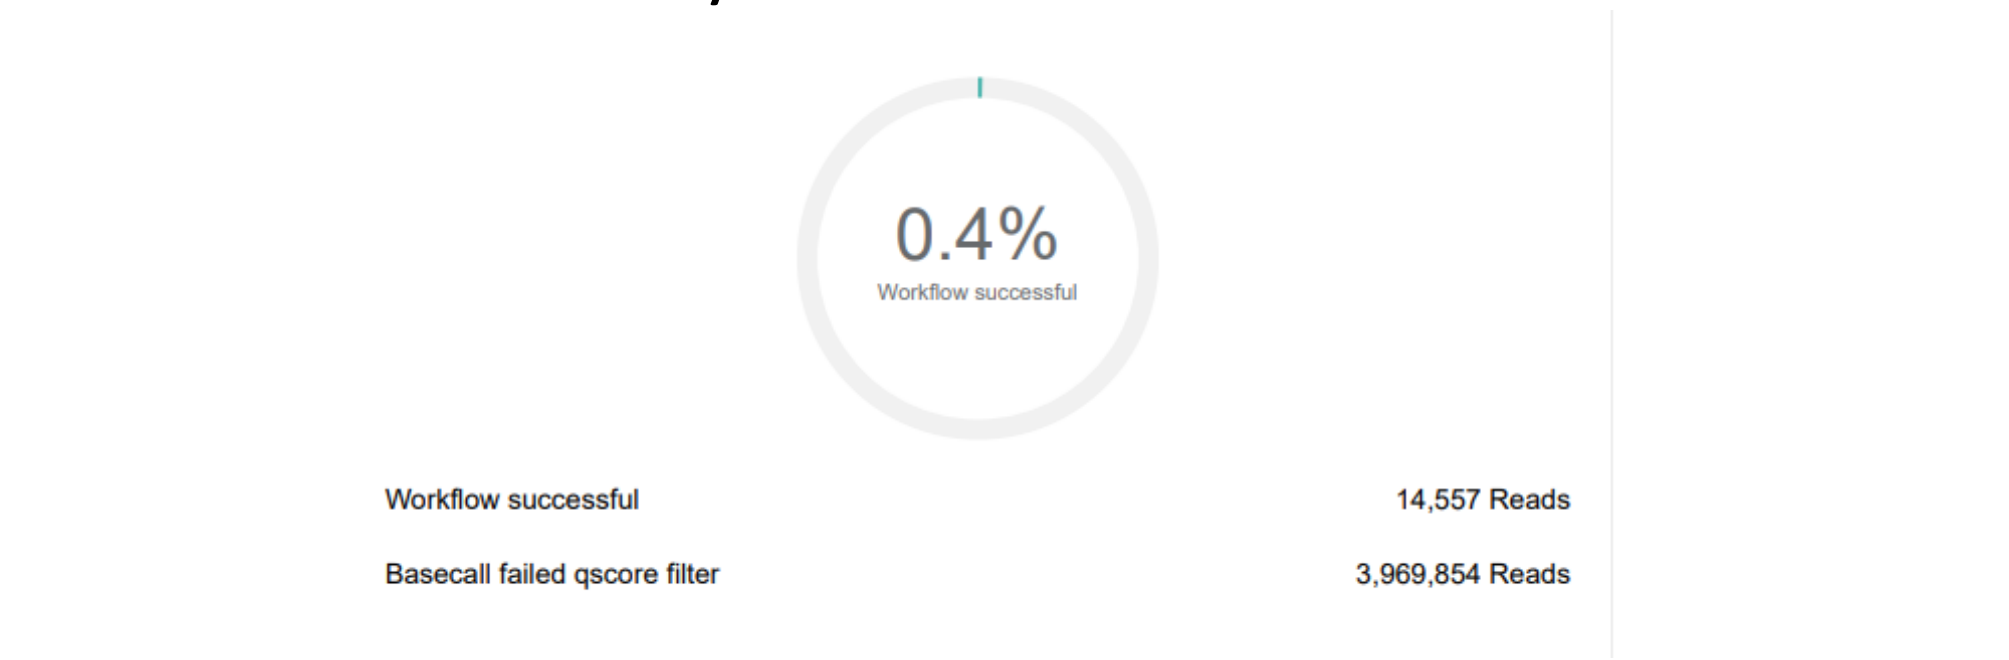 0.4%
Workflow successful
Workflow successful 14,557 Reads
Basecall failed qscore filter 3,969,854 Reads